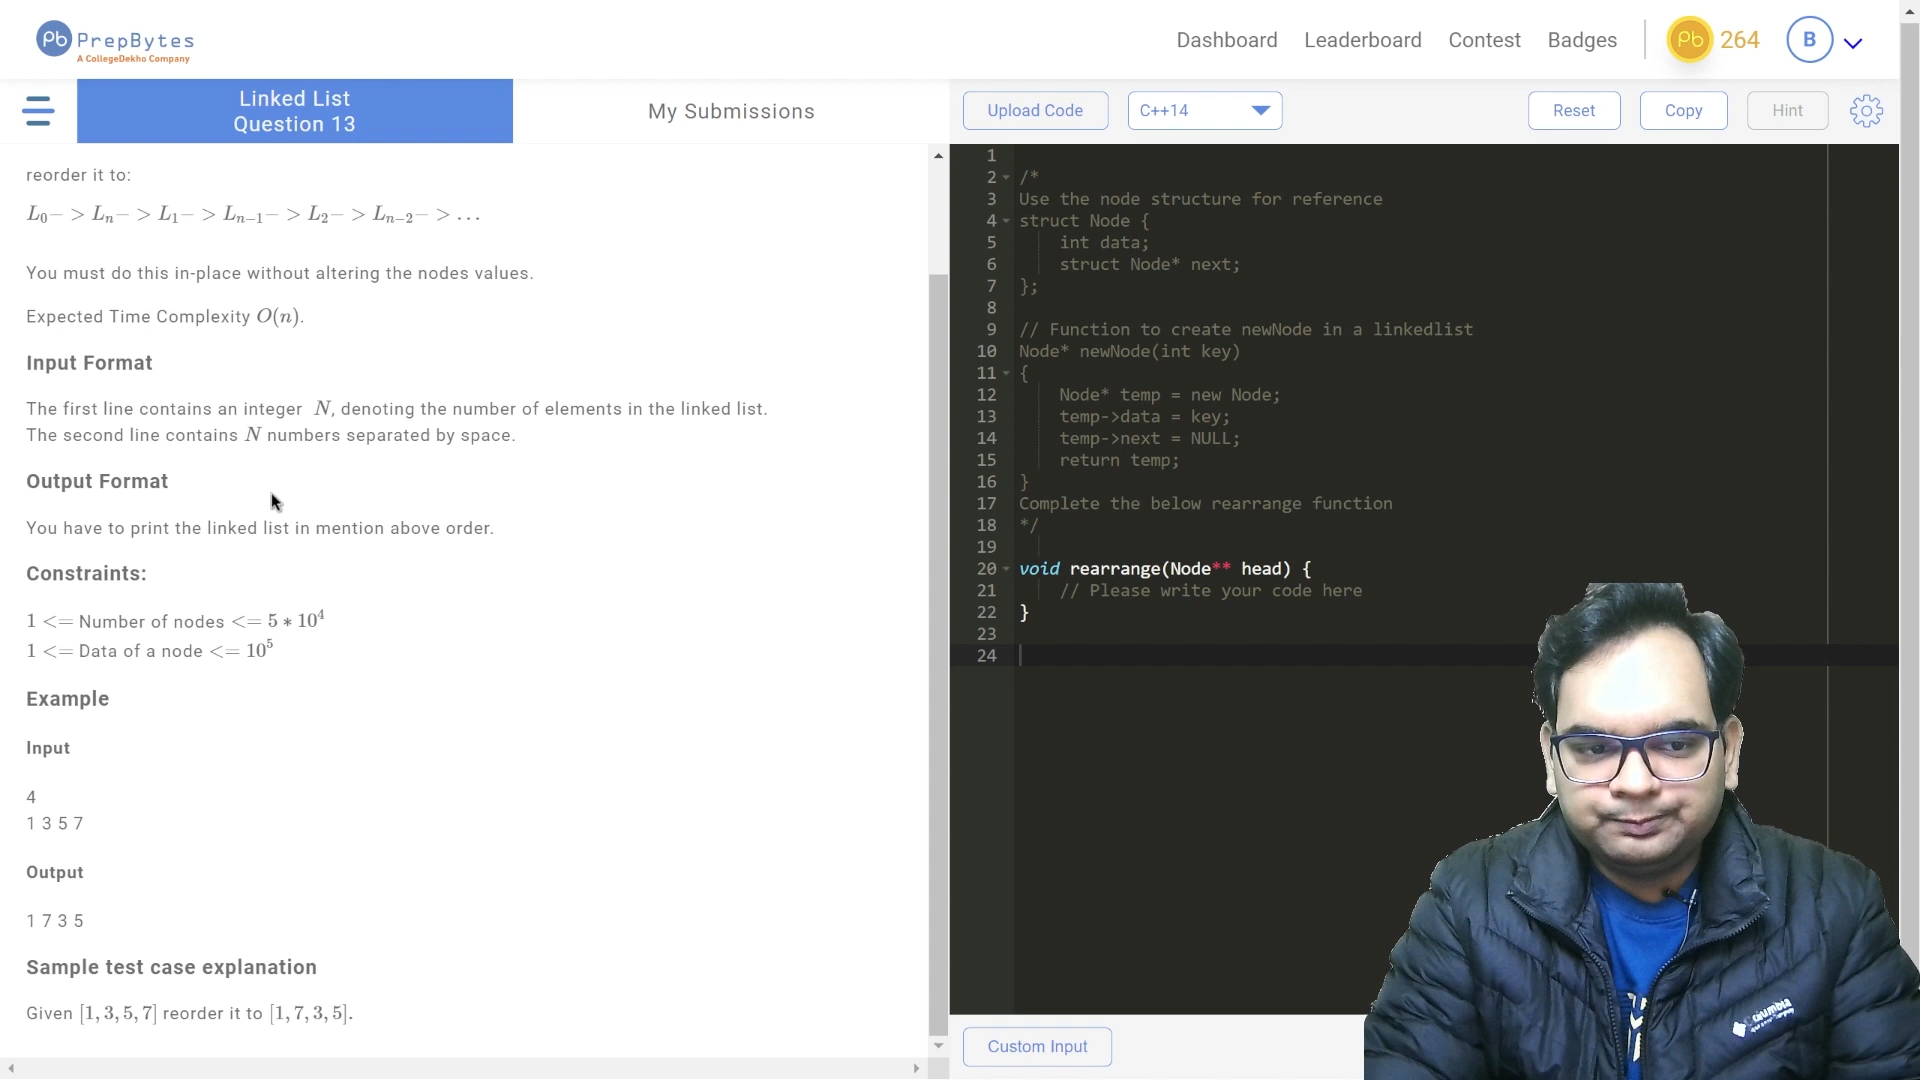 PrepBytes
A CollegeDekho Company
Dashboard Leaderboard Contest Badges 264 B
Linked List
Question 13
My Submissions
Upload Code C++14 Reset Copy Hint
reorder it to:
L0− > Ln− > L1− > Ln−1− > L2− > Ln−2− > ...
You must do this in-place without altering the nodes values.
Expected Time Complexity O(n).
Input Format
The first line contains an integer N, denoting the number of elements in the linked list.
The second line contains N numbers separated by space.
Output Format
You have to print the linked list in mention above order.
Constraints:
1 <= Number of nodes <= 5 * 10^4
1 <= Data of a node <= 10^5
Example
Input
4
1 3 5 7
Output
1 7 3 5
Sample test case explanation
Given [1, 3, 5, 7] reorder it to [1, 7, 3, 5].
1
2 /*
3 Use the node structure for reference
4 struct Node {
5 int data;
6 struct Node* next;
7 };
8
9 // Function to create newNode in a linkedlist
10 Node* newNode(int key)
11 {
12 Node* temp = new Node;
13 temp->data = key;
14 temp->next = NULL;
15 return temp;
16 }
17 Complete the below rearrange function
18 */
19
20 void rearrange(Node** head) {
21 // Please write your code here
22 }
23
24
Custom Input
Columbia